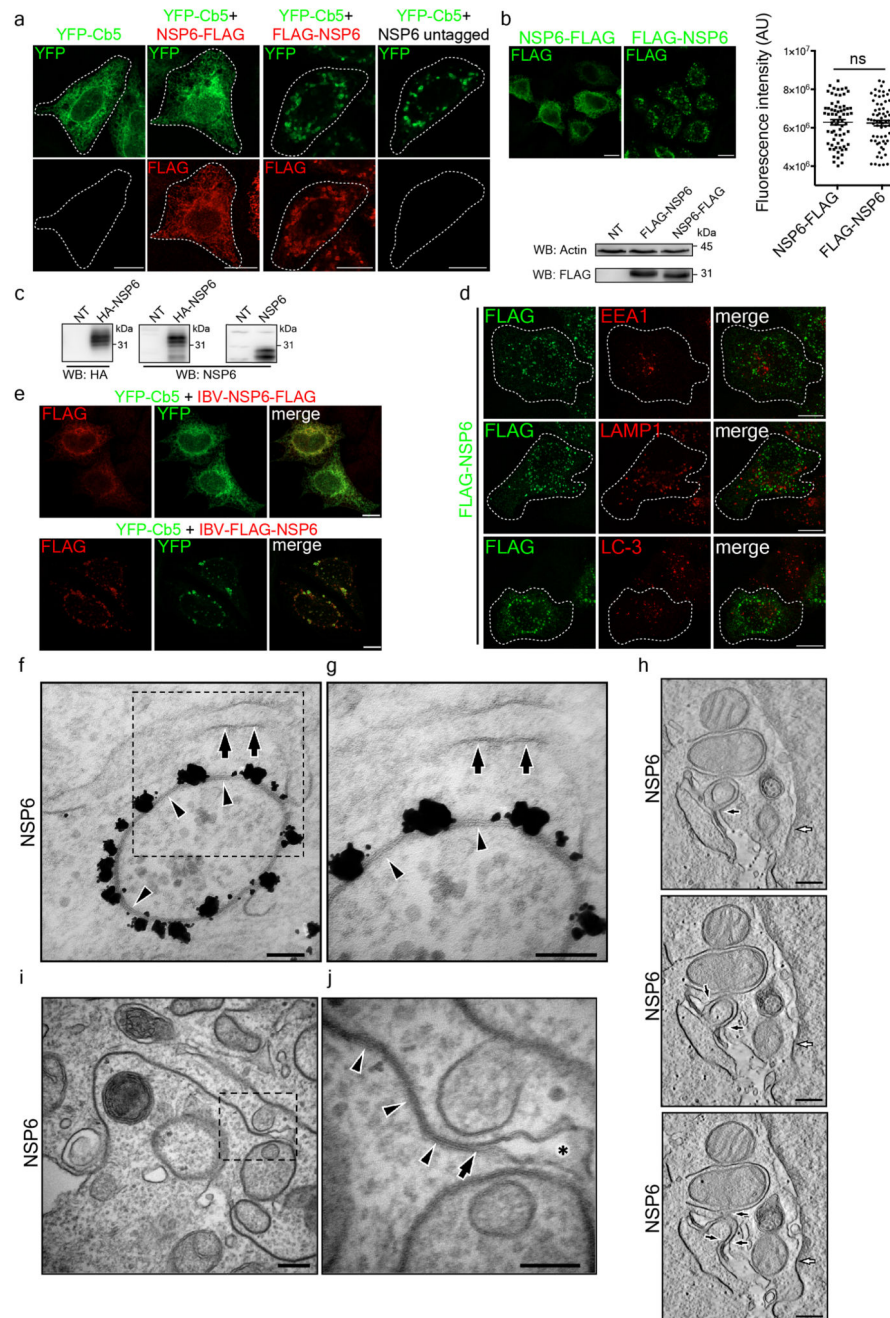 a
YFP-Cb5
YFP-Cb5+
NSP6-FLAG
YFP-Cb5+
FLAG-NSP6
YFP-Cb5+
NSP6 untagged
YFP
YFP
YFP
YFP
FLAG
FLAG
FLAG
FLAG
b
NSP6-FLAG
FLAG-NSP6
FLAG
FLAG
NT
FLAG-NSP6
NSP6-FLAG
kDa
WB: Actin
45
WB: FLAG
31
Fluorescence intensity (AU)
ns
1×10⁷
8×10⁶
6×10⁶
4×10⁶
NSP6-FLAG
FLAG-NSP6
c
NT
HA-NSP6
kDa
31
NT
HA-NSP6
kDa
31
NT
NSP6
kDa
31
WB: HA
WB: NSP6
d
FLAG-NSP6
FLAG
EEA1
merge
FLAG
LAMP1
merge
FLAG
LC-3
merge
e
YFP-Cb5 + IBV-NSP6-FLAG
FLAG
YFP
merge
YFP-Cb5 + IBV-FLAG-NSP6
FLAG
YFP
merge
f
NSP6
g
h
NSP6
NSP6
NSP6
i
NSP6
j
*